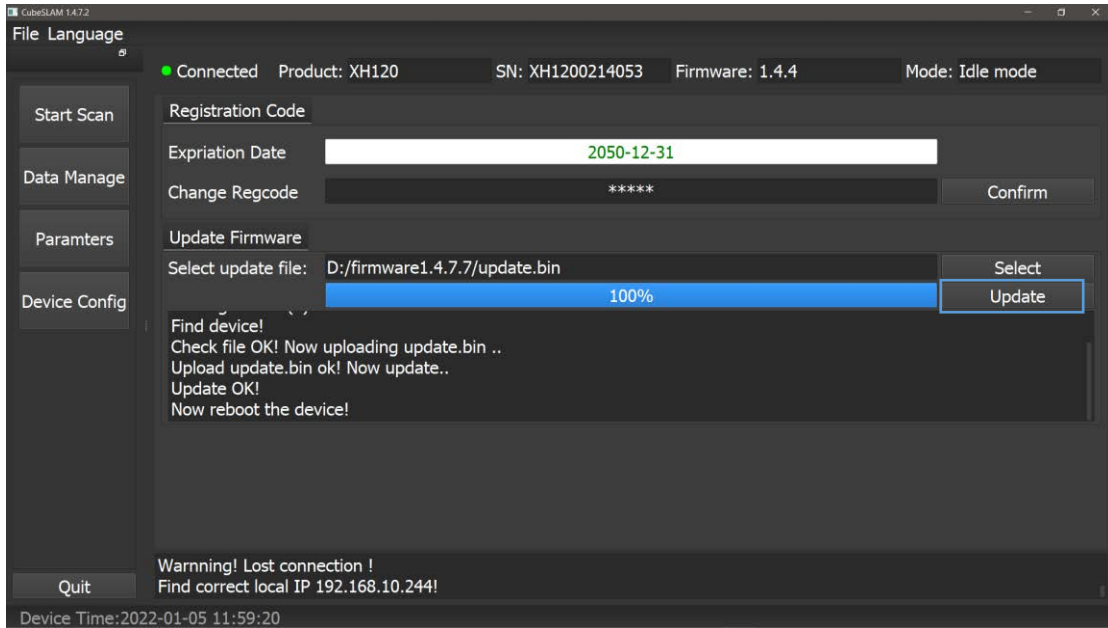 CubeSLAM 1.4.7.2
File Language
Connected Product: XH120 SN: XH1200214053 Firmware: 1.4.4 Mode: Idle mode
Start Scan
Data Manage
Paramters
Device Config
Quit
Registration Code
Expriation Date 2050-12-31
Change Regcode ***** Confirm
Update Firmware
Select update file: D:/firmware1.4.7.7/update.bin Select
100% Update
Find device!
Check file OK! Now uploading update.bin ..
Upload update.bin ok! Now update..
Update OK!
Now reboot the device!
Warnning! Lost connection !
Find correct local IP 192.168.10.244!
Device Time:2022-01-05 11:59:20